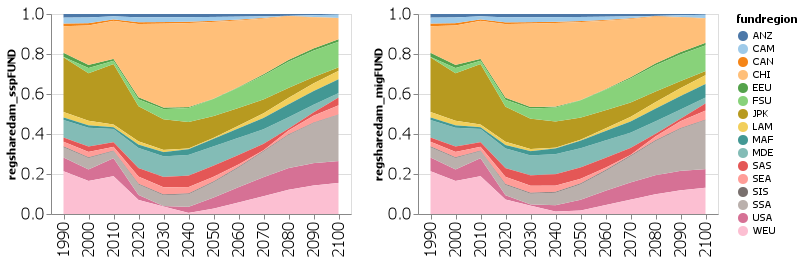 regsharedam_sspFUND
1.0
0.8
0.6
0.4
0.2
0.0
1990
2000
2010
2020
2030
2040
2050
2060
2070
2080
2090
2100
regsharedam_migFUND
1.0
0.8
0.6
0.4
0.2
0.0
1990
2000
2010
2020
2030
2040
2050
2060
2070
2080
2090
2100
fundregion
ANZ
CAM
CAN
CHI
EEU
FSU
JPK
LAM
MAF
MDE
SAS
SEA
SIS
SSA
USA
WEU